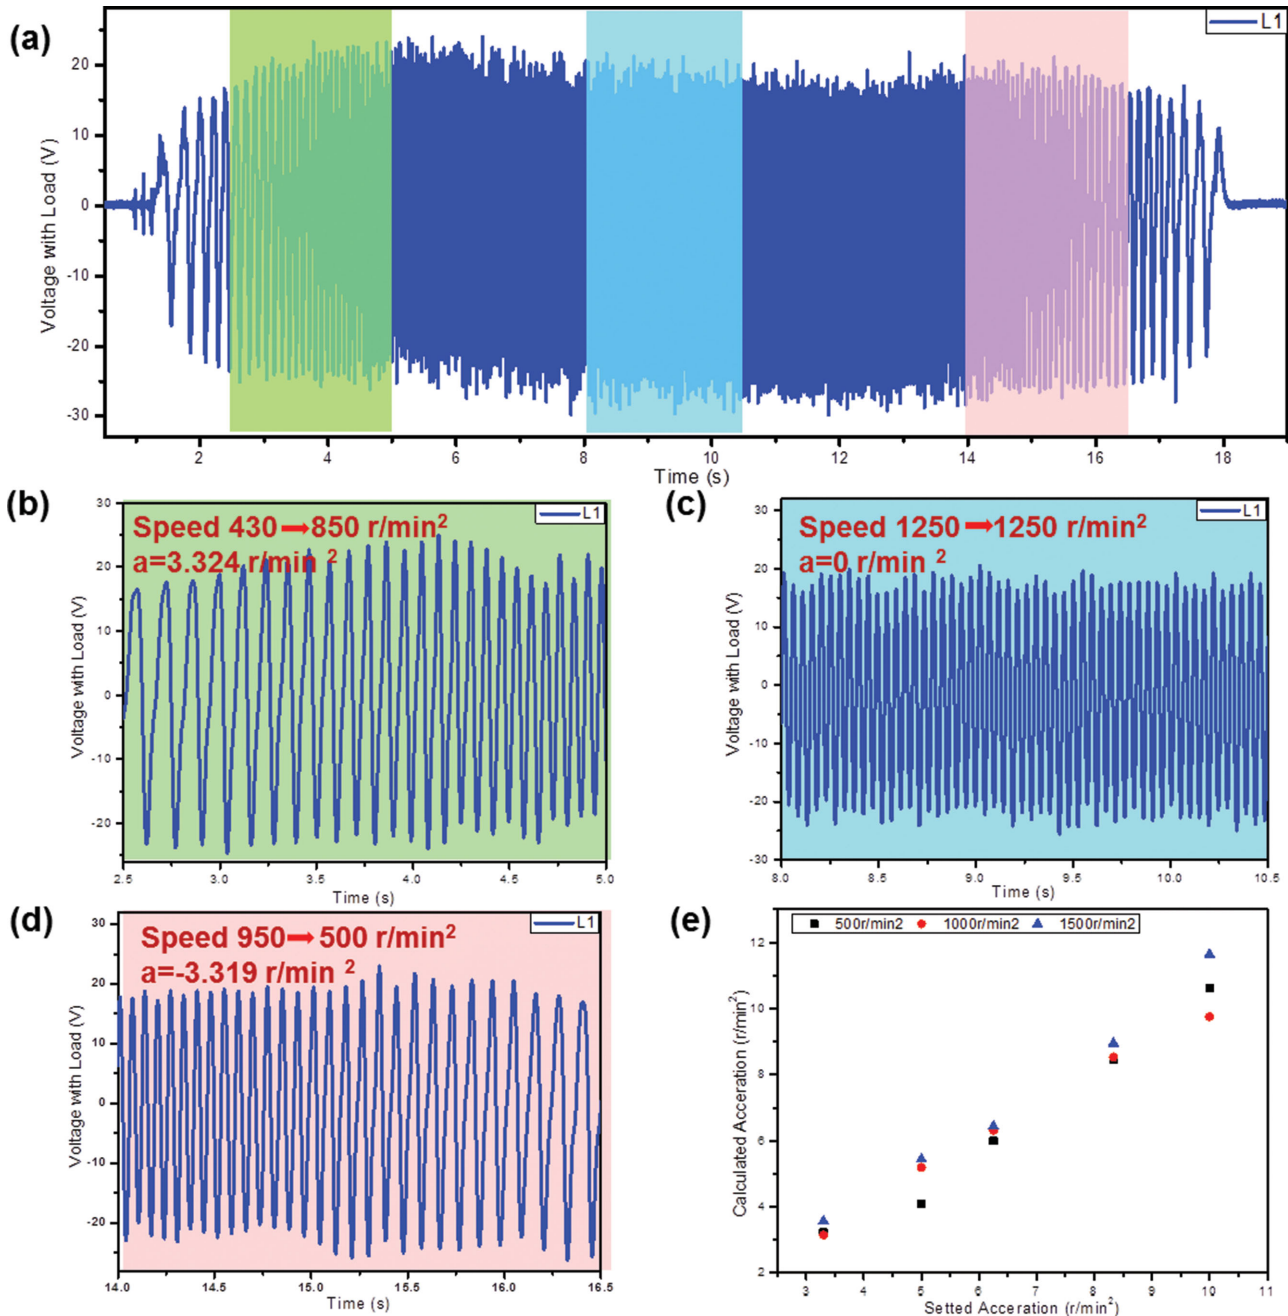 (a)
L1
Voltage with Load (V)
20
10
0
-10
-20
-30
2
4
6
8
10
12
14
16
18
Time (s)
(b)
Speed 430 → 850 r/min²
a=3.324 r/min ²
L1
Voltage with Load (V)
30
20
10
0
-10
-20
2.5
3.0
3.5
4.0
4.5
5.0
Time (s)
(c)
Speed 1250 → 1250 r/min²
a=0 r/min ²
L1
Voltage with Load (V)
30
20
10
0
-10
-20
-30
8.0
8.5
9.0
9.5
10.0
10.5
Time (s)
(d)
Speed 950 → 500 r/min²
a=-3.319 r/min ²
L1
Voltage with Load (V)
30
20
10
0
-10
-20
14.0
14.5
15.0
15.5
16.0
16.5
Time (s)
(e)
500r/min2
1000r/min2
1500r/min2
Calculated Acceration (r/min²)
12
10
8
6
4
2
3
4
5
6
7
8
9
10
11
Setted Acceration (r/min²)